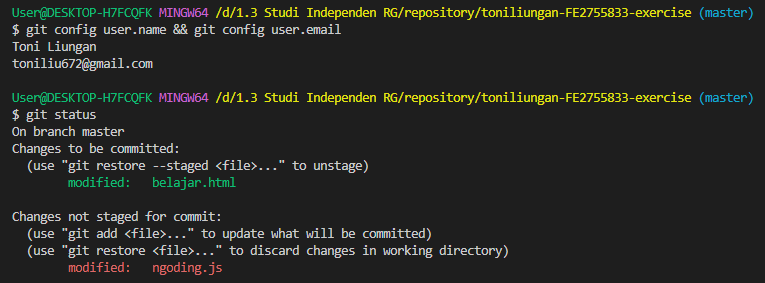 User@DESKTOP-H7FCQFK MINGW64 /d/1.3 Studi Independen RG/repository/toniliungan-FE2755833-exercise (master)
$ git config user.name && git config user.email
Toni Liungan
toniliu672@gmail.com
User@DESKTOP-H7FCQFK MINGW64 /d/1.3 Studi Independen RG/repository/toniliungan-FE2755833-exercise (master)
$ git status
On branch master
Changes to be committed:
  (use "git restore --staged <file>..." to unstage)
        modified:   belajar.html
Changes not staged for commit:
  (use "git add <file>..." to update what will be committed)
  (use "git restore <file>..." to discard changes in working directory)
        modified:   ngoding.js